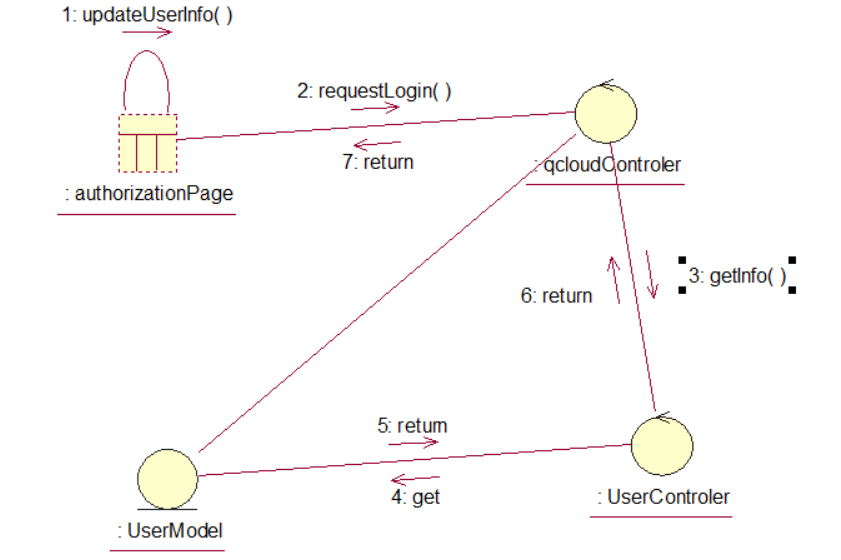 1: updateUserInfo( )
2: requestLogin( )
7: return
: qcloudControler
: authorizationPage
3: getInfo( )
6: return
5: return
4: get
: UserControler
: UserModel